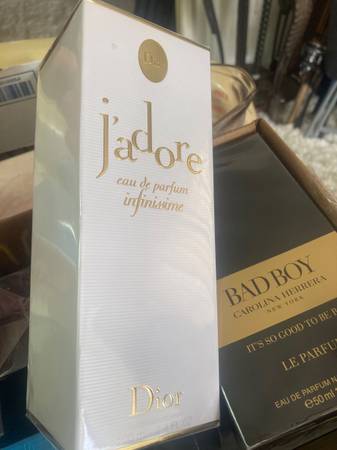 j'adore
eau de parfum
infinissime
Dior
BAD BOY
CAROLINA HERRERA
NEW YORK
IT'S SO GOOD TO BE
LE PARFU
EAU DE PARFUM
50ml